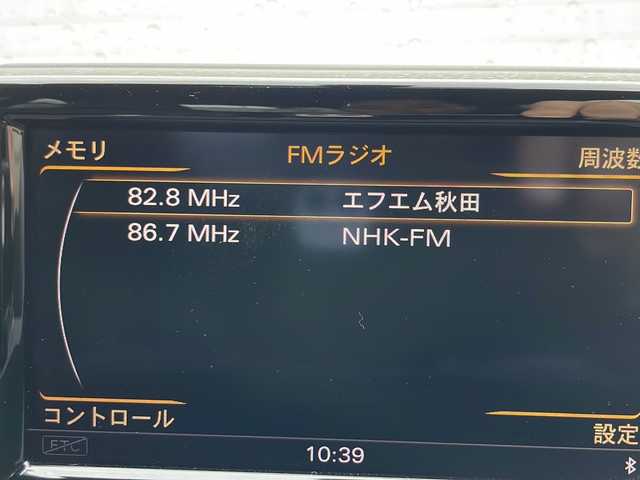 メモリ FMラジオ 周波数
82.8 MHz エフエム秋田
86.7 MHz NHK-FM
コントロール 設定
ETC
10:39